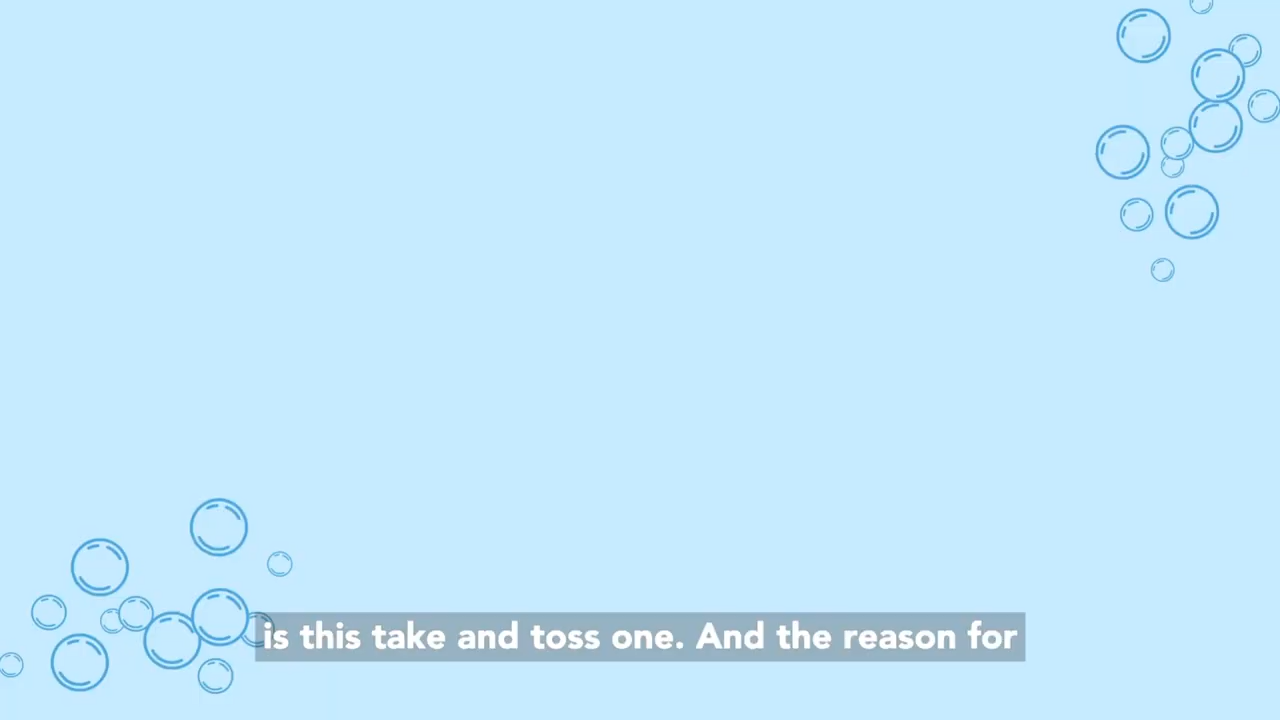 is this take and toss one. And the reason for